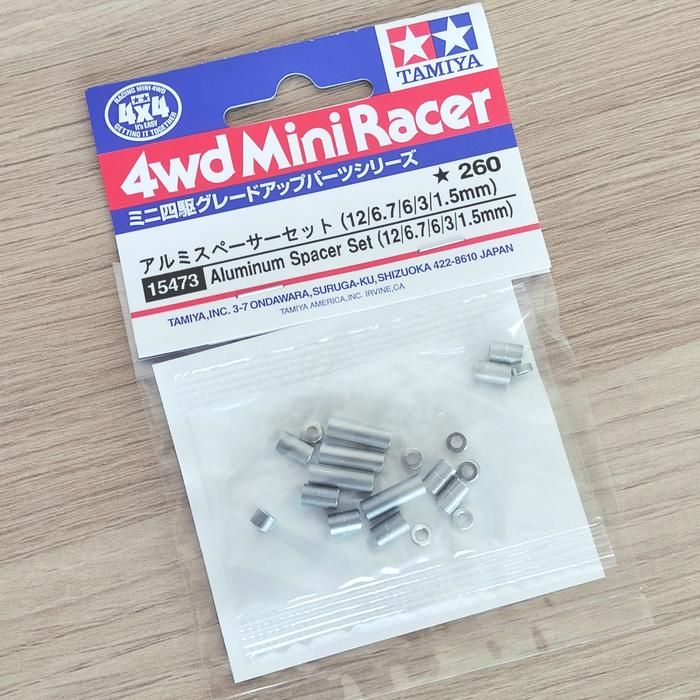 TAMIYA
RACING MINI 4WD
4x4
It's EASY
GETTING IT TOGETHER
4wd Mini Racer
ミニ四駆グレードアップパーツシリーズ
★ 260
アルミスペーサーセット (12/6.7/6/3/1.5mm)
15473 Aluminum Spacer Set (12/6.7/6/3/1.5mm)
TAMIYA,INC. 3-7 ONDAWARA, SURUGA-KU, SHIZUOKA 422-8610 JAPAN
TAMIYA AMERICA,INC. IRVINE,CA